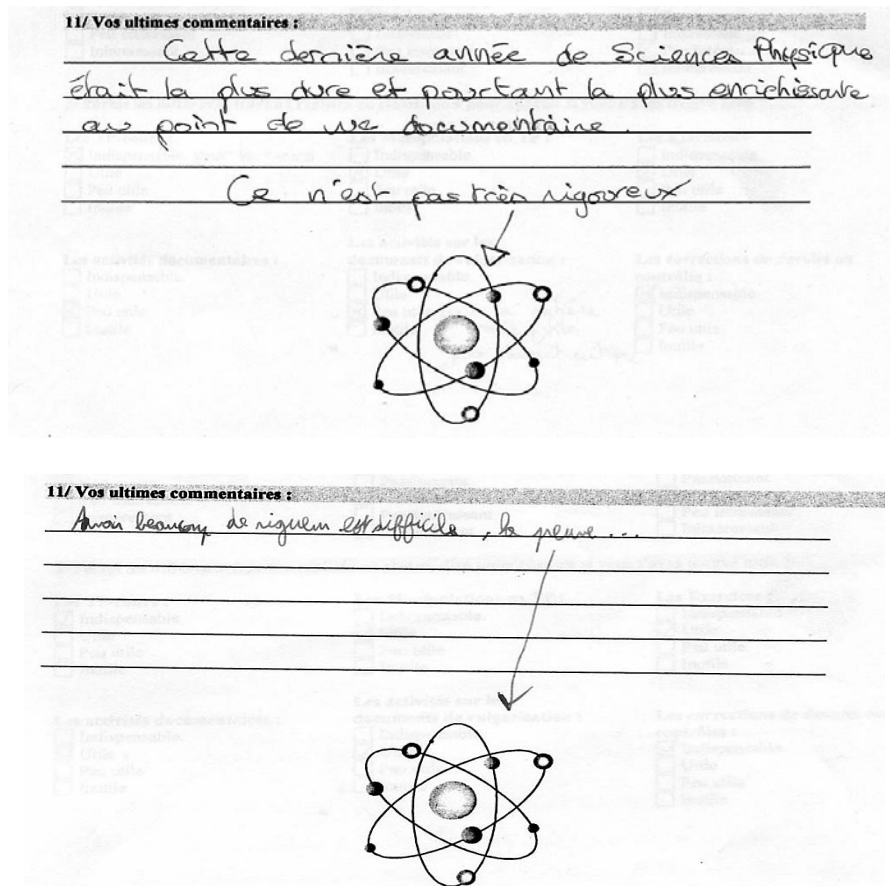 11/ Vos ultimes commentaires :
Cette dernière année de Sciences Physique
était la plus dure et pourtant la plus enrichissante
au point de vue documentaire.
Ce n'est pas très rigoureux
11/ Vos ultimes commentaires :
Avoir beaucoup de rigueur est difficile, la preuve...